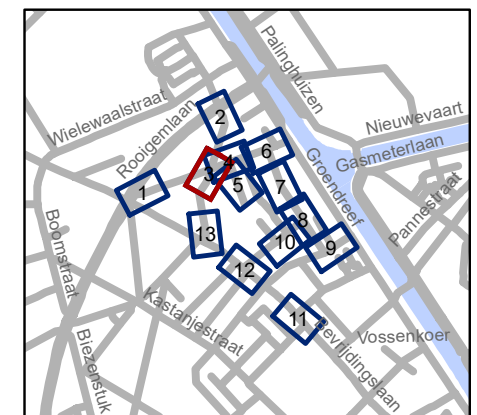 Palinghuizen
Wielewaalstraat
Rooigemlaan
Nieuwevaart
Gasmeterlaan
Groendreef
Pannestraat
Boomstraat
Kastanjestraat
Biezenstuk
Bevrijdingslaan
Vossenkoer
1
2
3
4
5
6
7
8
9
10
11
12
13